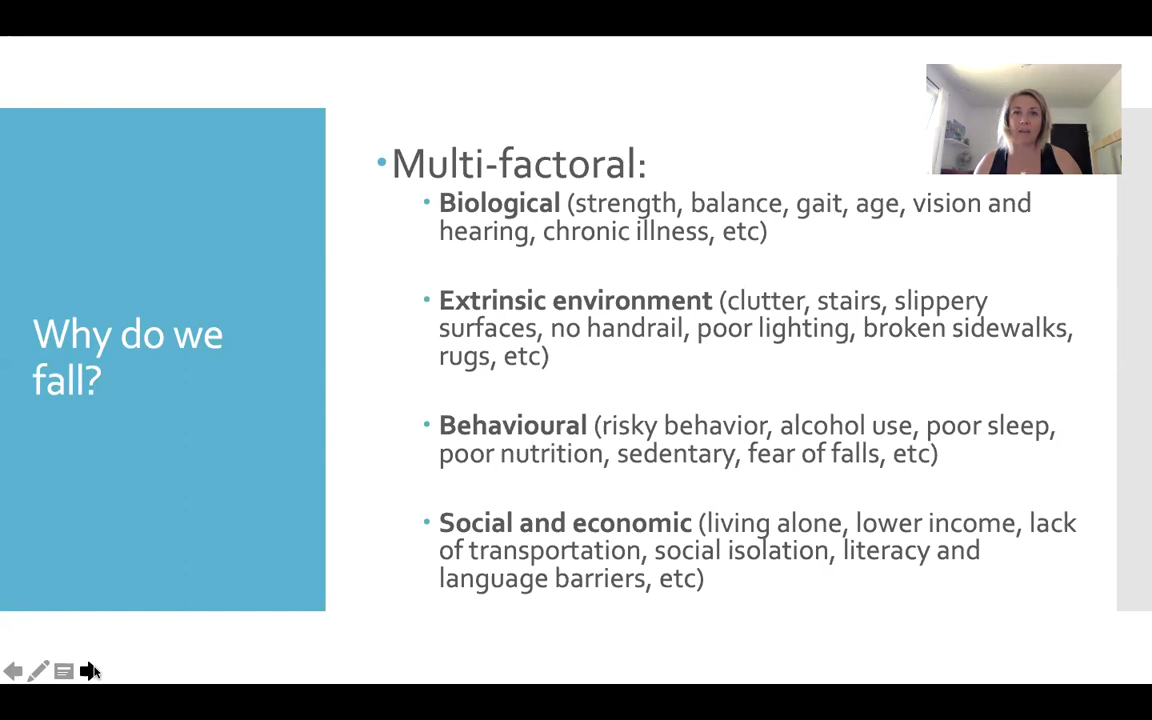 Why do we
fall?
•Multi-factoral:
• Biological (strength, balance, gait, age, vision and
hearing, chronic illness, etc)
• Extrinsic environment (clutter, stairs, slippery
surfaces, no handrail, poor lighting, broken sidewalks,
rugs, etc)
• Behavioural (risky behavior, alcohol use, poor sleep,
poor nutrition, sedentary, fear of falls, etc)
• Social and economic (living alone, lower income, lack
of transportation, social isolation, literacy and
language barriers, etc)